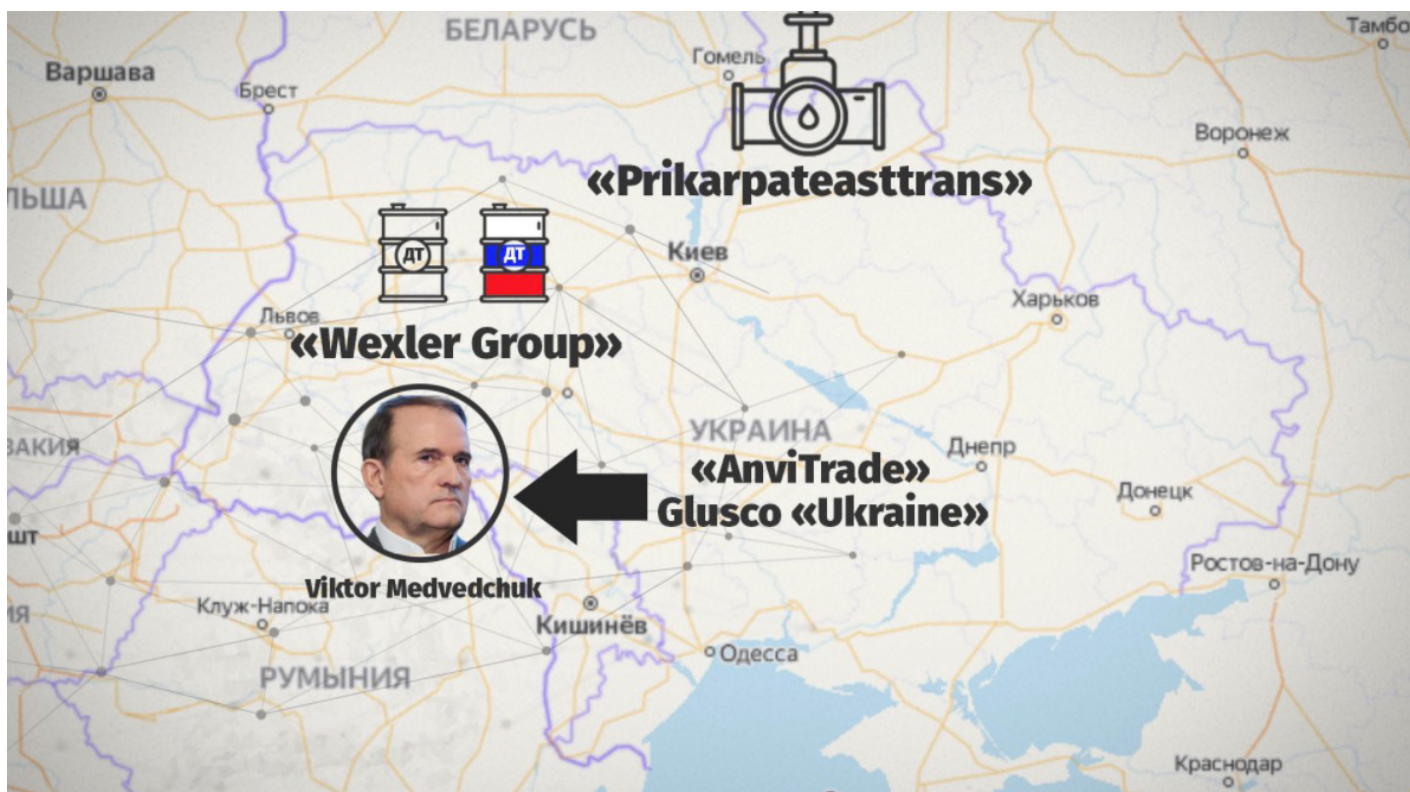 БЕЛАРУСЬ
Тамбо
Гомель
Варшава
Брест
Воронеж
«Prikarpateasttrans»
ЛЬША
ДТ
ДТ
Киев
Харьков
Львов
«Wexler Group»
УКРАИНА
ВАКИЯ
Днепр
«AnviTrade»
Донецк
Glusco «Ukraine»
шт
Ростов-на-Дону
Viktor Medvedchuk
Клуж-Напока
ИЯ
Кишинёв
Одесса
РУМЫНИЯ
Краснодар